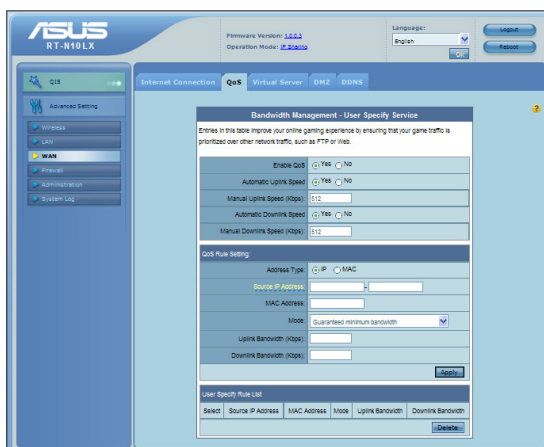 ASUS
RT-N10LX
Firmware Version: 1.0.0.3
Operation Mode: IP Sharing
Language:
English
Logout
Reboot
QIS
Advanced Setting
Wireless
LAN
WAN
Firewall
Administration
System Log
Internet Connection QoS Virtual Server DMZ DDNS
Bandwidth Management - User Specify Service
Entries in this table improve your online gaming experience by ensuring that your game traffic is
prioritized over other network traffic, such as FTP or Web.
Enable QoS Yes No
Automatic Uplink Speed Yes No
Manual Uplink Speed (Kbps): 512
Automatic Downlink Speed Yes No
Manual Downlink Speed (Kbps): 512
QoS Rule Setting:
Address Type: IP MAC
Source IP Address: -
MAC Address:
Mode: Guaranteed minimum bandwidth
Uplink Bandwidth (Kbps):
Downlink Bandwidth (Kbps):
Apply
User Specify Rule List
Select Source IP Address MAC Address Mode Uplink Bandwidth Downlink Bandwidth
Delete